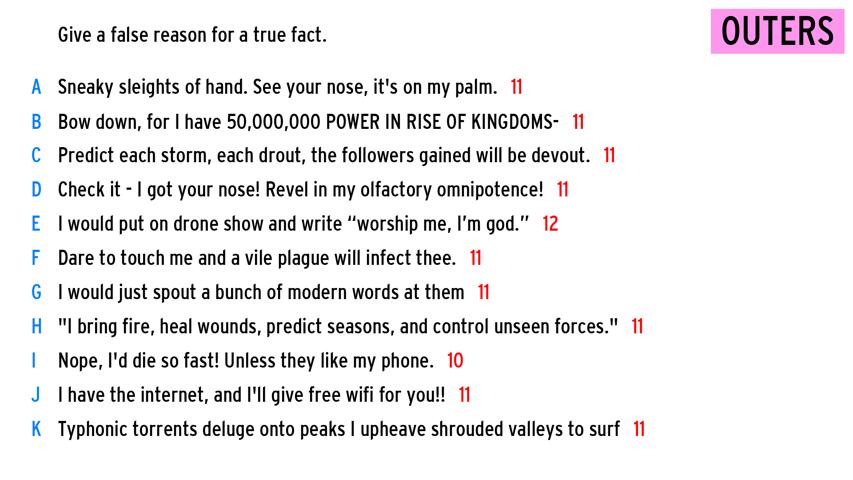 Give a false reason for a true fact.
OUTERS
A Sneaky sleights of hand. See your nose, it's on my palm. 11
B Bow down, for I have 50,000,000 POWER IN RISE OF KINGDOMS- 11
C Predict each storm, each drout, the followers gained will be devout. 11
D Check it - I got your nose! Revel in my olfactory omnipotence! 11
E I would put on drone show and write “worship me, I’m god.” 12
F Dare to touch me and a vile plague will infect thee. 11
G I would just spout a bunch of modern words at them 11
H "I bring fire, heal wounds, predict seasons, and control unseen forces." 11
I Nope, I'd die so fast! Unless they like my phone. 10
J I have the internet, and I'll give free wifi for you!! 11
K Typhonic torrents deluge onto peaks I upheave shrouded valleys to surf 11